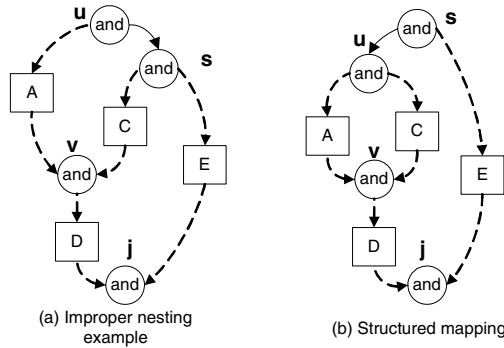 u
and
s
and
A
C
v
and
E
D
j
and
(a) Improper nesting
example
s
and
u
and
A
C
v
and
E
D
j
and
(b) Structured mapping